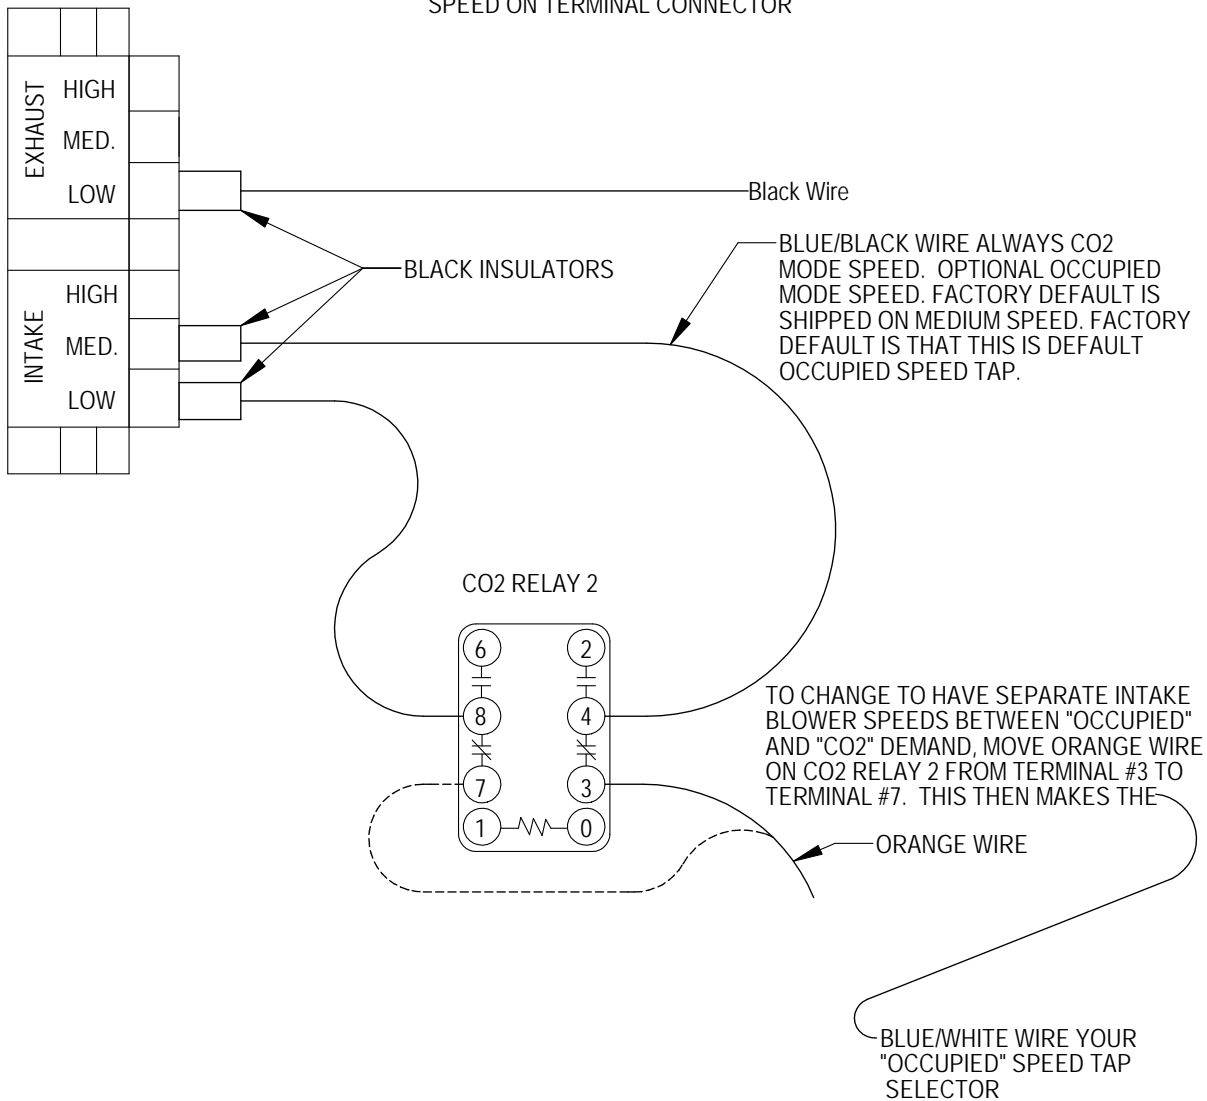 SPEED ON TERMINAL CONNECTOR
EXHAUST
HIGH
MED.
LOW
INTAKE
HIGH
MED.
LOW
Black Wire
BLACK INSULATORS
BLUE/BLACK WIRE ALWAYS CO2
MODE SPEED. OPTIONAL OCCUPIED
MODE SPEED. FACTORY DEFAULT IS
SHIPPED ON MEDIUM SPEED. FACTORY
DEFAULT IS THAT THIS IS DEFAULT
OCCUPIED SPEED TAP.
CO2 RELAY 2
6 2
8 4
7 3
1 0
TO CHANGE TO HAVE SEPARATE INTAKE
BLOWER SPEEDS BETWEEN "OCCUPIED"
AND "CO2" DEMAND, MOVE ORANGE WIRE
ON CO2 RELAY 2 FROM TERMINAL #3 TO
TERMINAL #7. THIS THEN MAKES THE
ORANGE WIRE
BLUE/WHITE WIRE YOUR
"OCCUPIED" SPEED TAP
SELECTOR